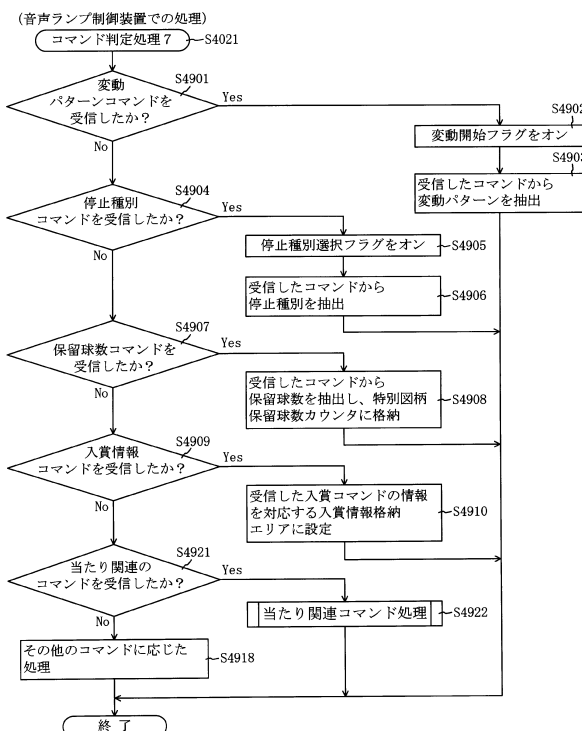 (音声ランプ制御装置での処理)
コマンド判定処理7
S4021
変動
パターンコマンドを
受信したか?
S4901
Yes
No
S4902
変動開始フラグをオン
S4903
受信したコマンドから
変動パターンを抽出
停止種別
コマンドを受信したか?
S4904
Yes
No
停止種別選択フラグをオン
S4905
受信したコマンドから
停止種別を抽出
S4906
保留球数コマンドを
受信したか?
S4907
Yes
No
受信したコマンドから
保留球数を抽出し、特別図柄
保留球数カウンタに格納
S4908
入賞情報
コマンドを受信したか?
S4909
Yes
No
受信した入賞コマンドの情報
を対応する入賞情報格納
エリアに設定
S4910
当たり関連の
コマンドを受信したか?
S4921
Yes
No
当たり関連コマンド処理
S4922
その他のコマンドに応じた
処理
S4918
終了